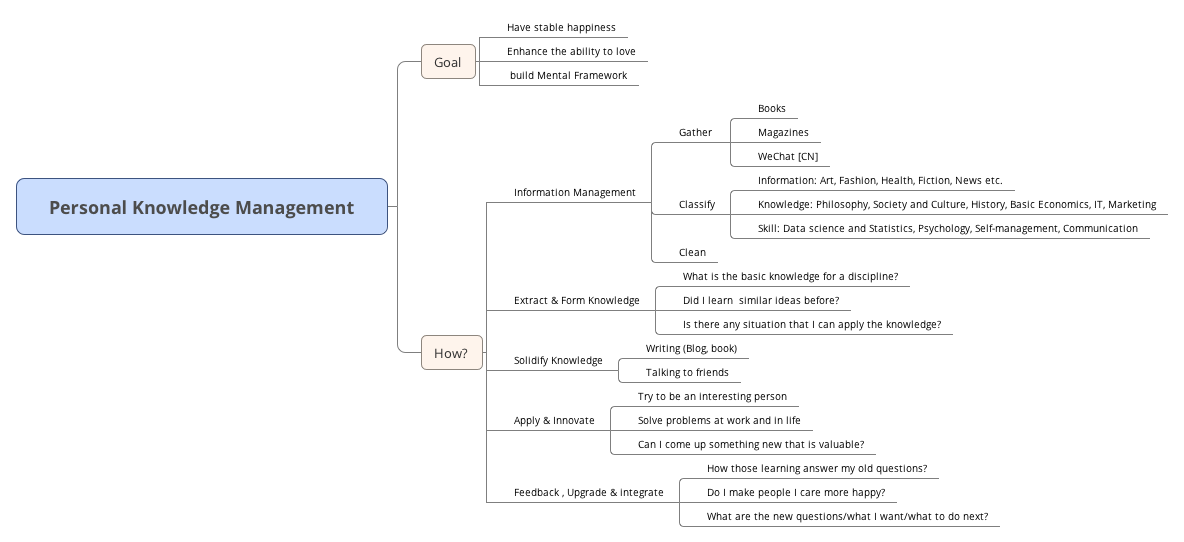 Personal Knowledge Management
Goal
Have stable happiness
Enhance the ability to love
build Mental Framework
How?
Information Management
Gather
Books
Magazines
WeChat [CN]
Classify
Information: Art, Fashion, Health, Fiction, News etc.
Knowledge: Philosophy, Society and Culture, History, Basic Economics, IT, Marketing
Skill: Data science and Statistics, Psychology, Self-management, Communication
Clean
Extract & Form Knowledge
What is the basic knowledge for a discipline?
Did I learn  similar ideas before?
Is there any situation that I can apply the knowledge?
Solidify Knowledge
Writing (Blog, book)
Talking to friends
Apply & Innovate
Try to be an interesting person
Solve problems at work and in life
Can I come up something new that is valuable?
Feedback , Upgrade & integrate
How those learning answer my old questions?
Do I make people I care more happy?
What are the new questions/what I want/what to do next?